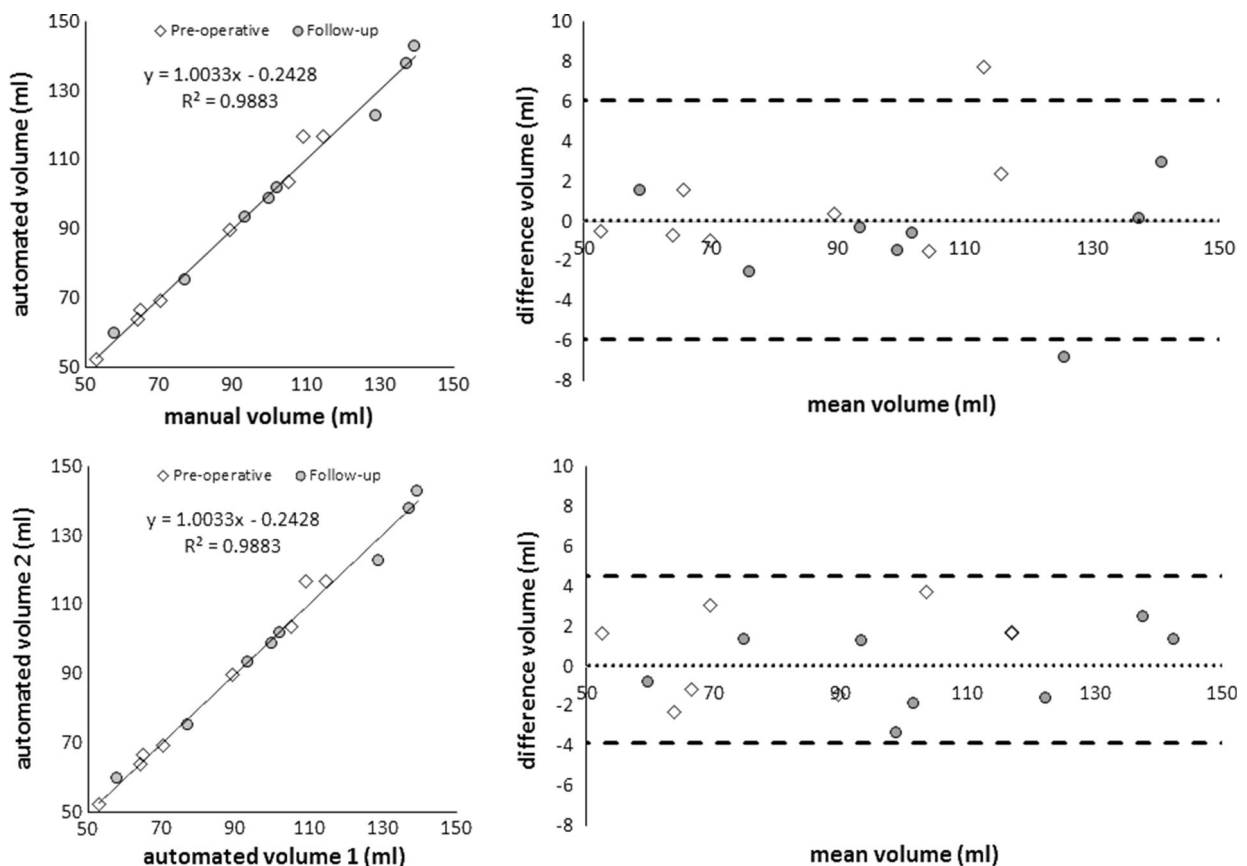 150
130
110
90
70
50
automated volume (ml)
Pre-operative Follow-up
y = 1.0033x - 0.2428
R² = 0.9883
50 70 90 110 130 150
manual volume (ml)
10
8
6
4
2
0
-2
-4
-6
-8
difference volume (ml)
50 70 90 110 130 150
mean volume (ml)
150
130
110
90
70
50
automated volume 2 (ml)
Pre-operative Follow-up
y = 1.0033x - 0.2428
R² = 0.9883
50 70 90 110 130 150
automated volume 1 (ml)
10
8
6
4
2
0
-2
-4
-6
-8
difference volume (ml)
50 70 90 110 130 150
mean volume (ml)